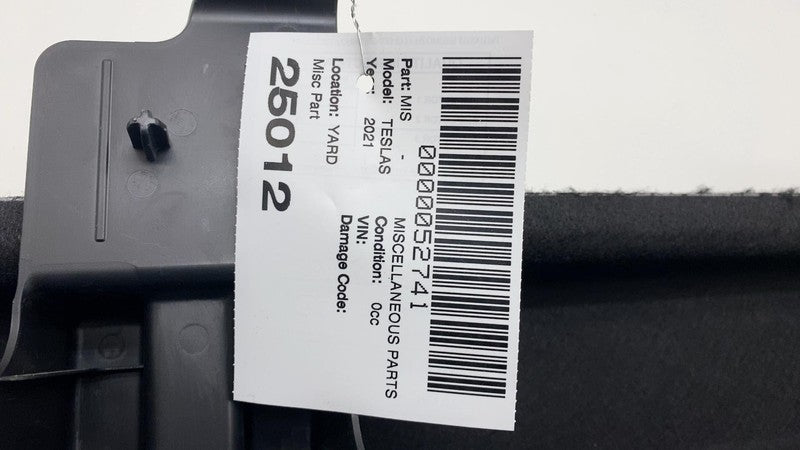 0000052741
Part: MIS - MISCELLANEOUS PARTS
Model: TESLAS Condition: 0cc
Year: 2021 VIN:
Damage Code:
Location: YARD
Misc Part
25012